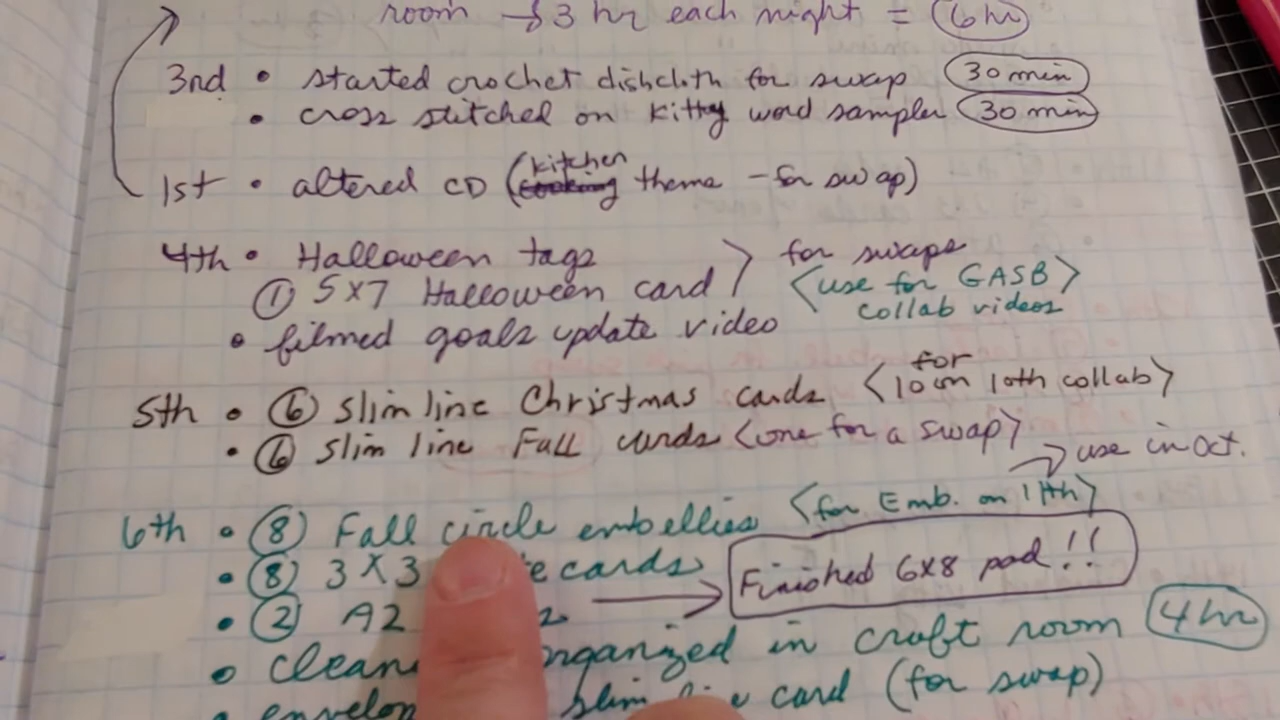 room → 3 hr each night = 6 hr
3rd • started crochet dishcloth for swap 30 min
• cross stitched on kitty word sampler 30 min
kitchen
1st • altered CD (cooking theme - for swap)
4th • Halloween tags > for swaps
① 5x7 Halloween card <use for GASB>
collab videos
• filmed goals update video
for
5th • ⑥ slim line Christmas cards <10 on 10th collab>
• ⑥ slim line Fall cards <one for a swap>
→ use in Oct.
6th • ⑧ Fall circle embellies <for Emb. on 11th>
• ⑧ 3x3 cards
Finished 6x8 pad!!
• ② A2
• organized in craft room 4 hr
slim card (for swap)